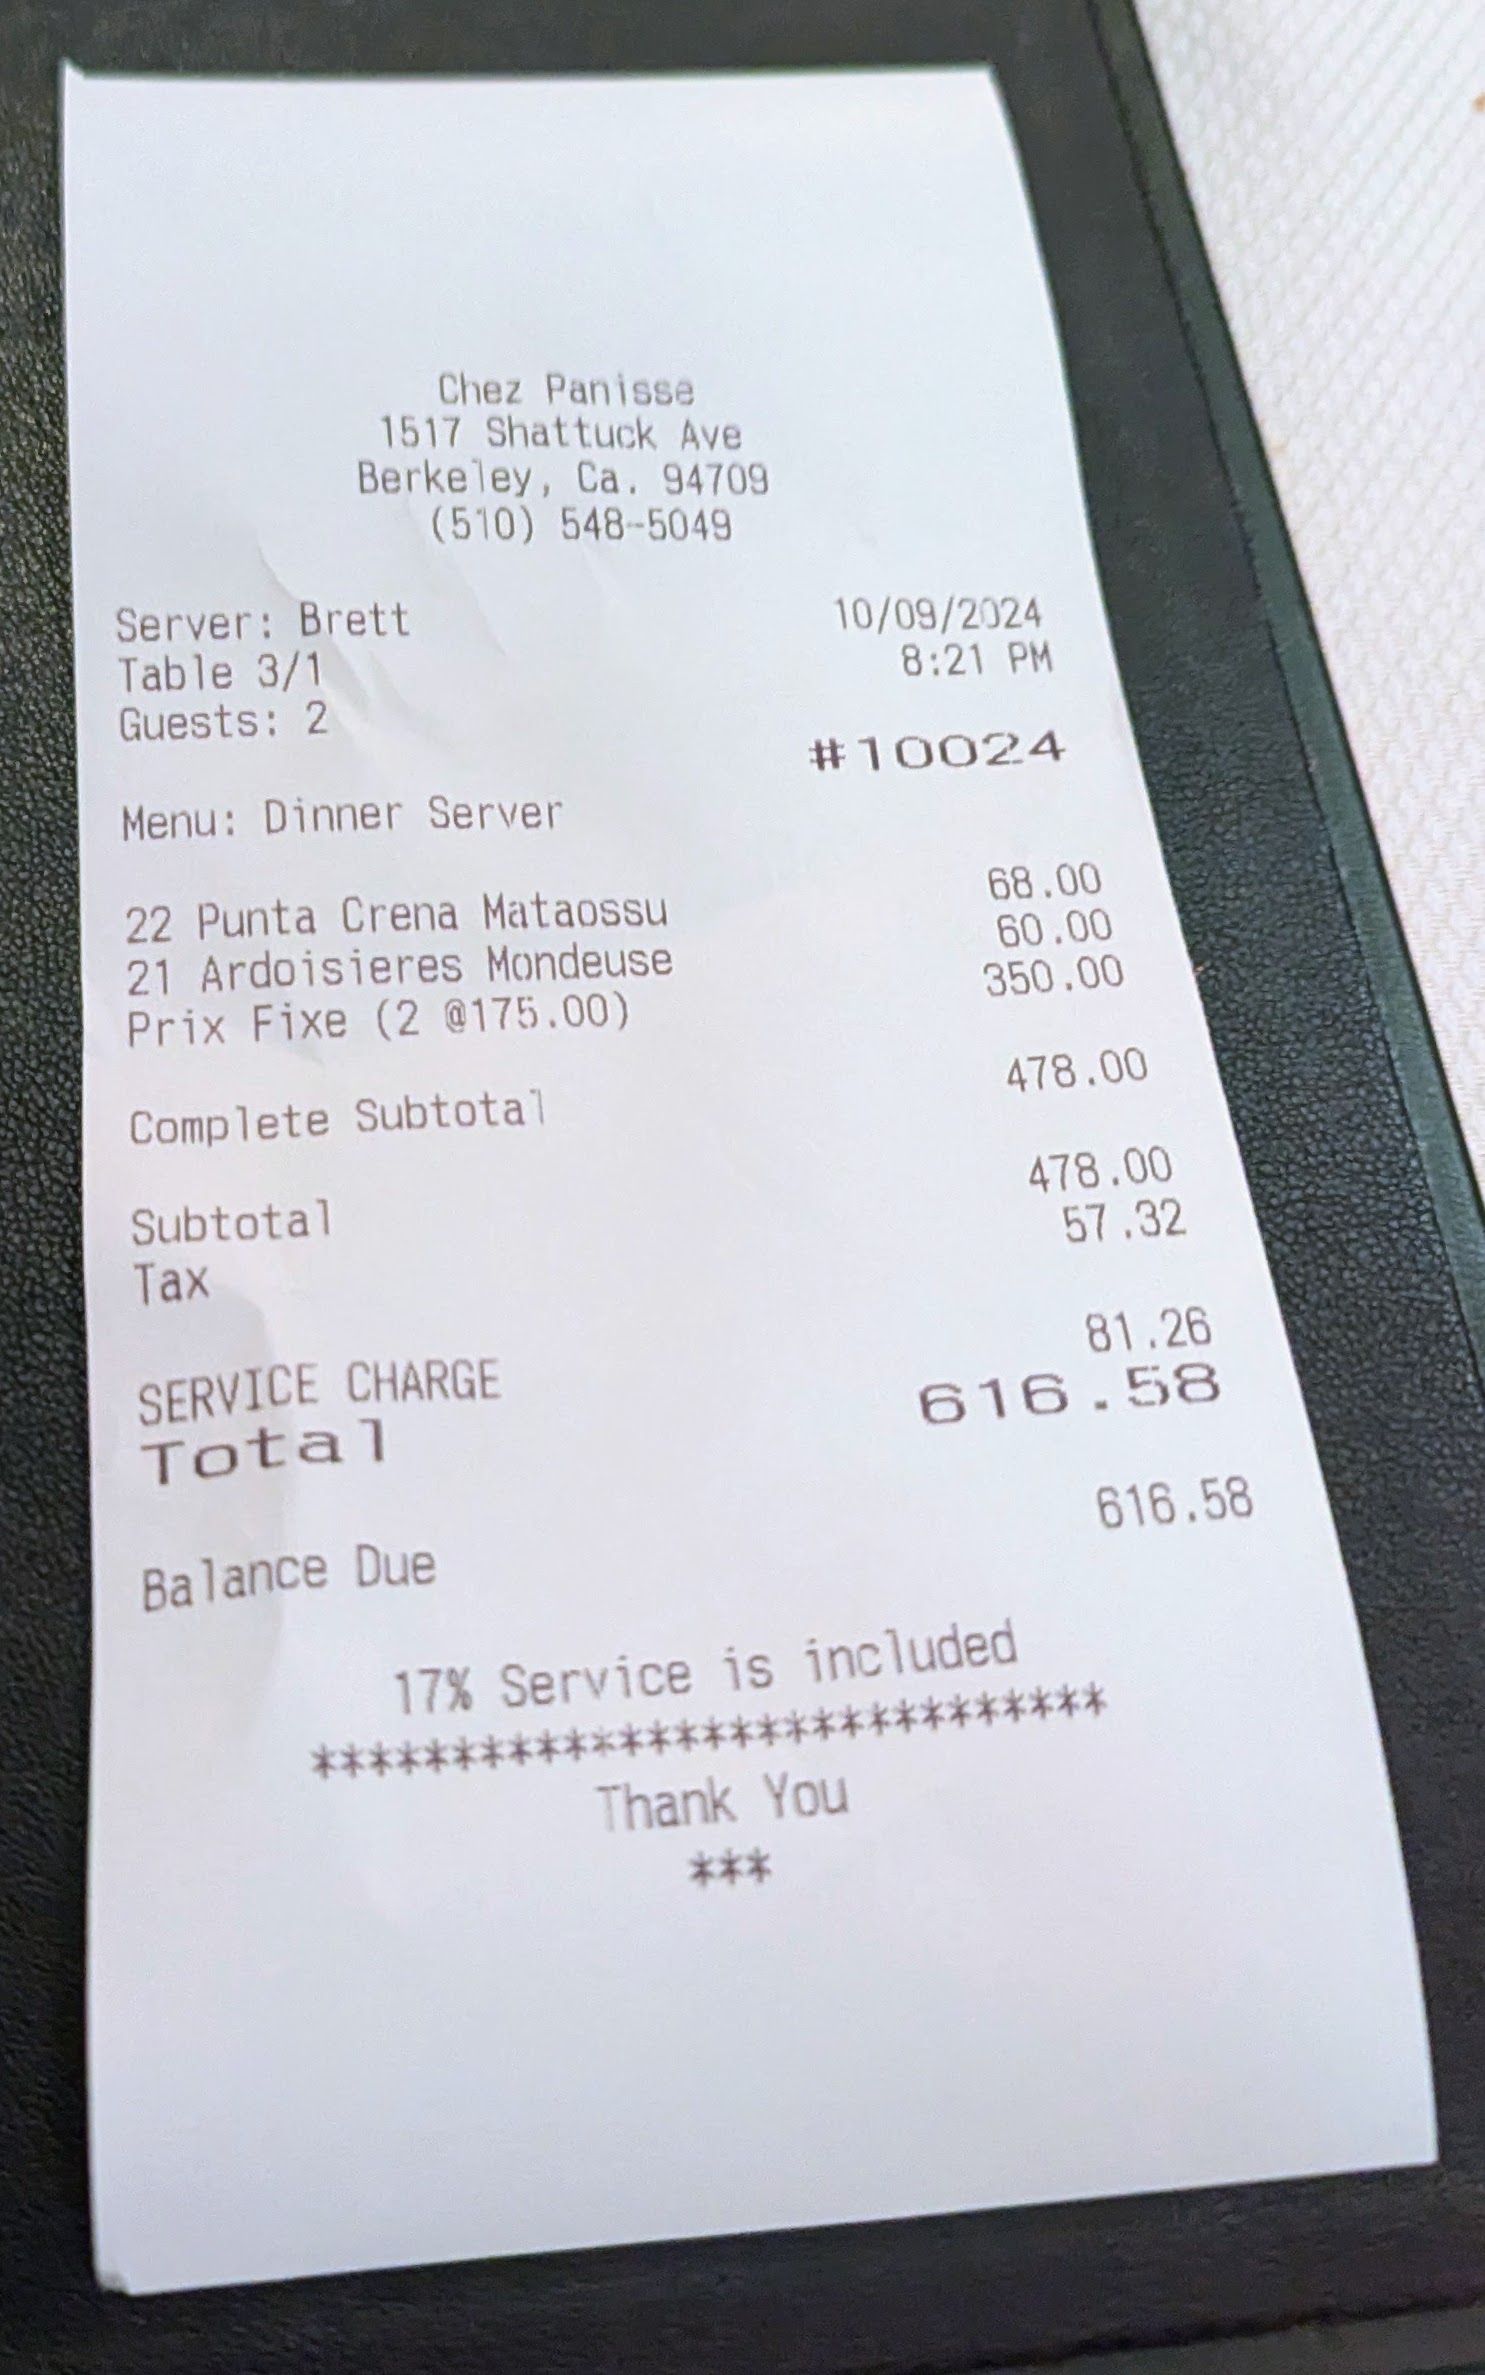 Chez Panisse
1517 Shattuck Ave
Berkeley, Ca. 94709
(510) 548-5049
Server: Brett 10/09/2024
Table 3/1 8:21 PM
Guests: 2
#10024
Menu: Dinner Server
22 Punta Crena Mataossu 68.00
21 Ardoisieres Mondeuse 60.00
Prix Fixe (2 @175.00) 350.00
Complete Subtotal 478.00
Subtotal 478.00
Tax 57.32
SERVICE CHARGE 81.26
Total 616.58
Balance Due 616.58
17% Service is included
****************************
Thank You
***